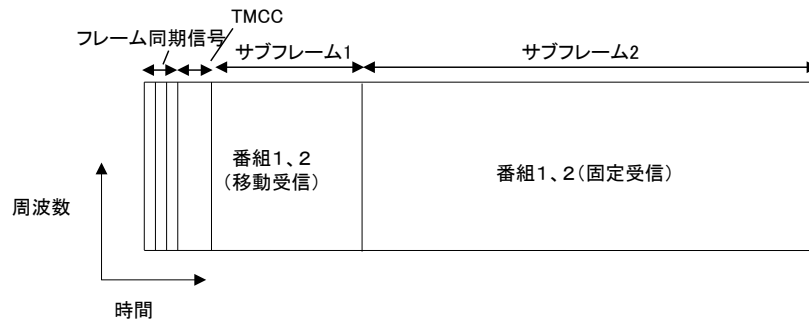 TMCC
フレーム同期信号
サブフレーム1
サブフレーム2
番組1、2
(移動受信)
番組1、2(固定受信)
周波数
時間